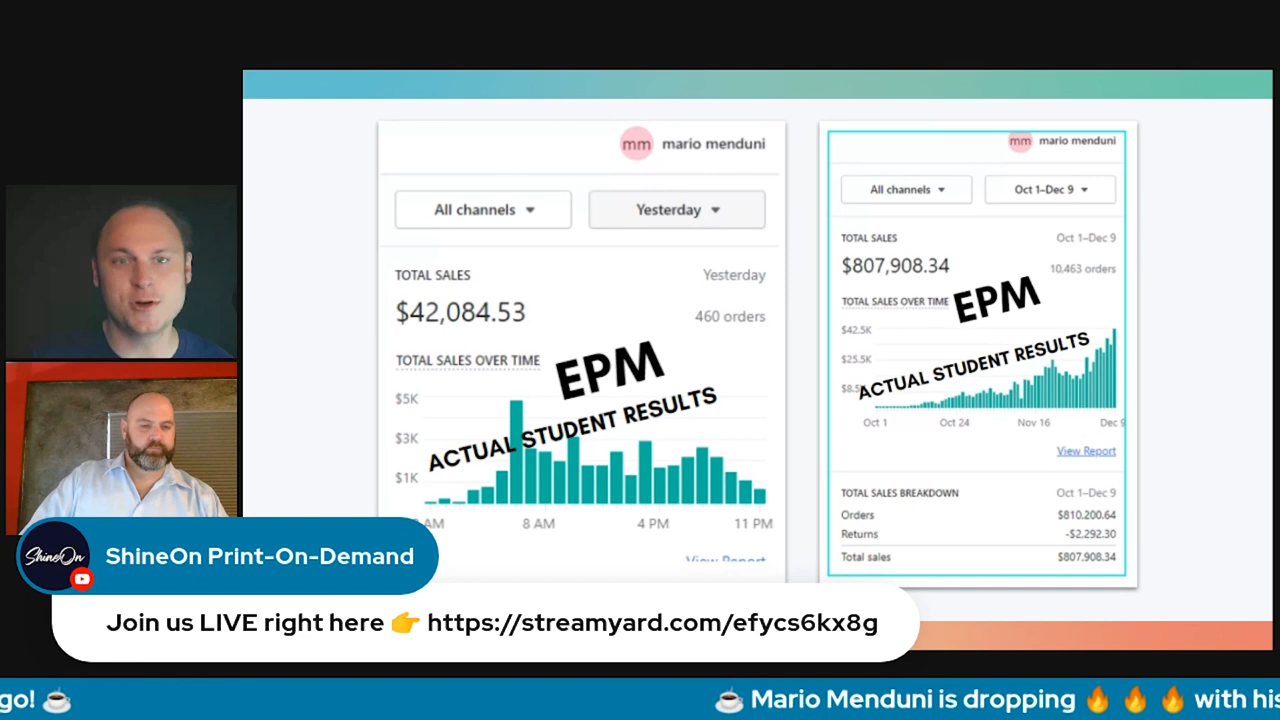 mm mario menduni
All channels Yesterday
TOTAL SALES Yesterday
$42,084.53 460 orders
TOTAL SALES OVER TIME
EPM
ACTUAL STUDENT RESULTS
$5K
$3K
$1K
AM 8 AM 4 PM 11 PM
View Report
mm mario menduni
All channels Oct 1–Dec 9
TOTAL SALES Oct 1–Dec 9
$807,908.34 10,463 orders
TOTAL SALES OVER TIME
EPM
ACTUAL STUDENT RESULTS
$42.5K
$25.5K
Oct 1 Oct 24 Nov 16 Dec 9
View Report
TOTAL SALES BREAKDOWN Oct 1–Dec 9
Orders $810,200.64
Returns -$2,292.30
Total sales $807,908.34
ShineOn ShineOn Print-On-Demand
Join us LIVE right here 👉 https://streamyard.com/efycs6kx8g
go! ☕ ☕ Mario Menduni is dropping 🔥 🔥 🔥 with his